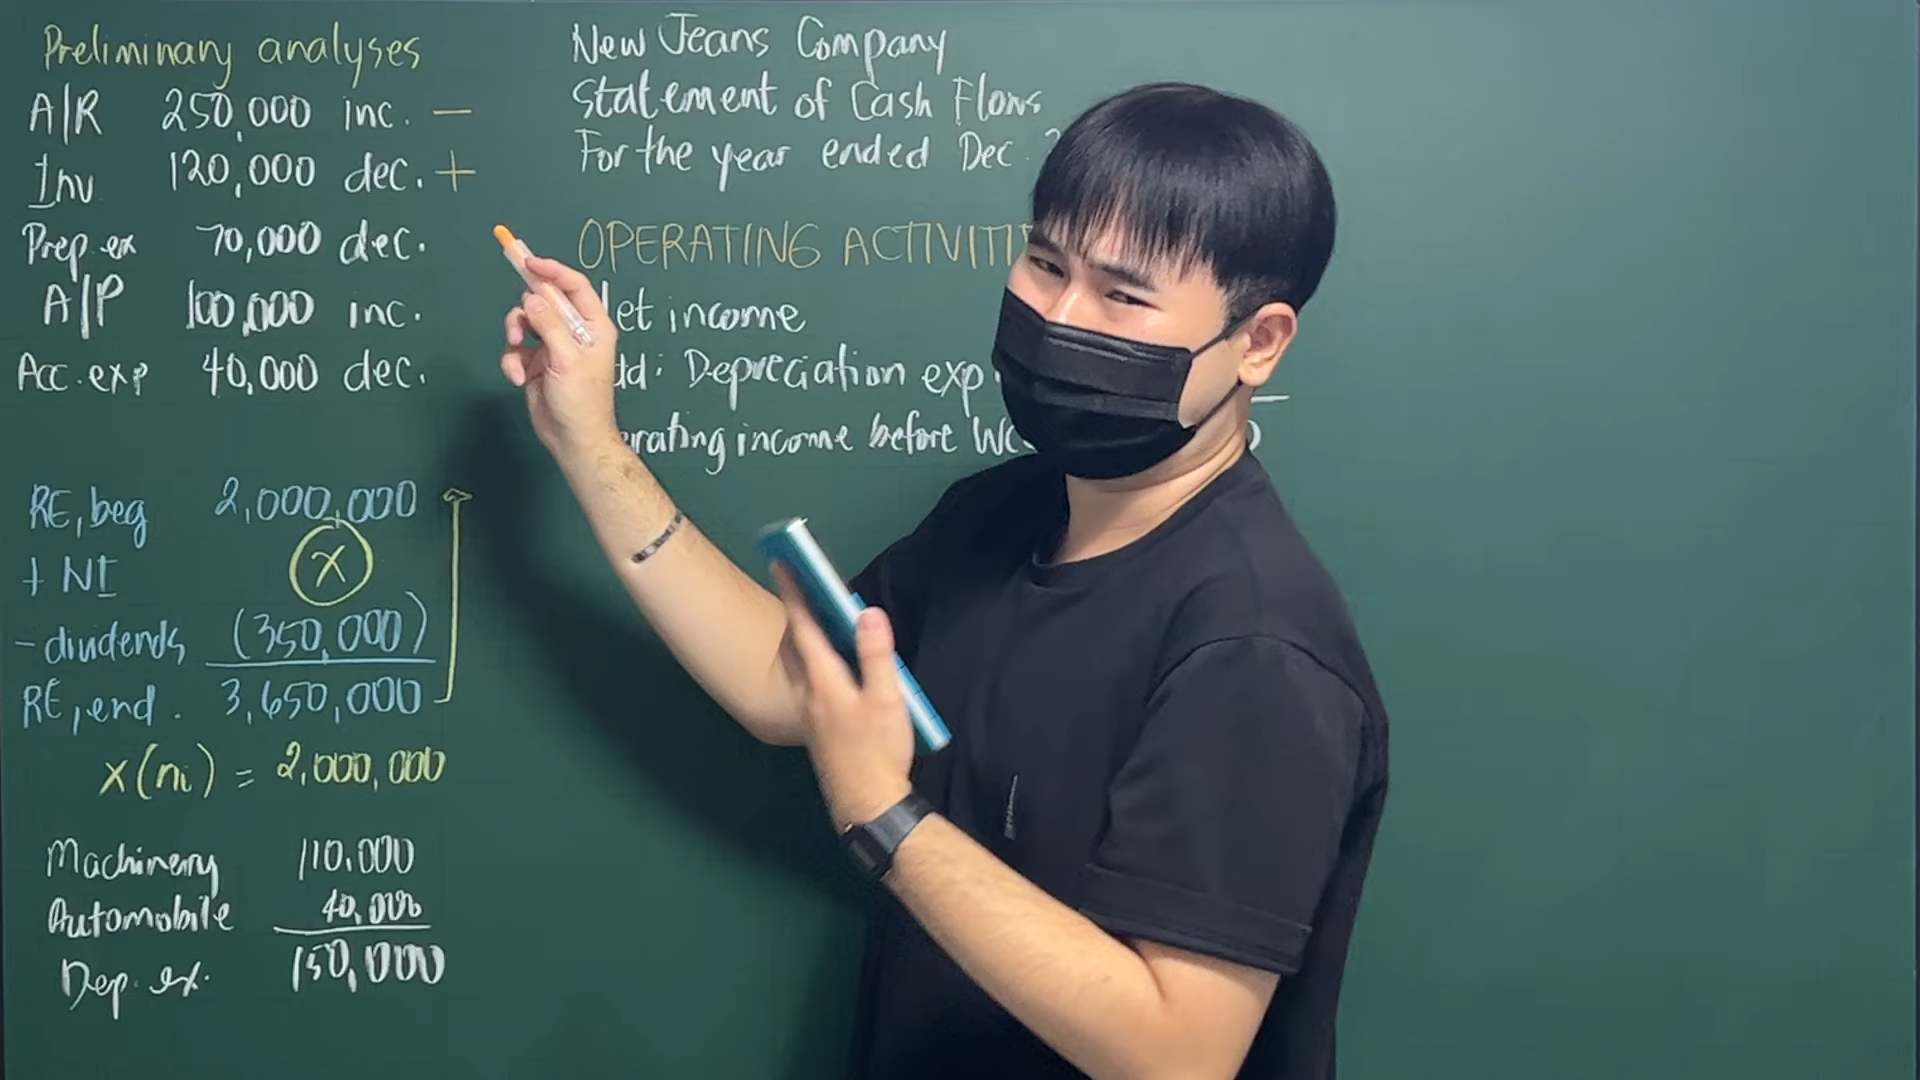 Preliminary analyses
A/R 250,000 inc. −
Inv. 120,000 dec. +
Prep. ex 70,000 dec.
A/P 100,000 inc.
Acc. exp 40,000 dec.
RE, beg 2,000,000
+ NI x
- dividends (350,000)
RE, end. 3,650,000
x (ni) = 2,000,000
Machinery 110,000
Automobile 40,000
150,000
Dep. ex.
New Jeans Company
Statement of Cash Flows
For the year ended Dec.
OPERATING ACTIVITI
et income
dd: Depreciation exp.
erating income before WC